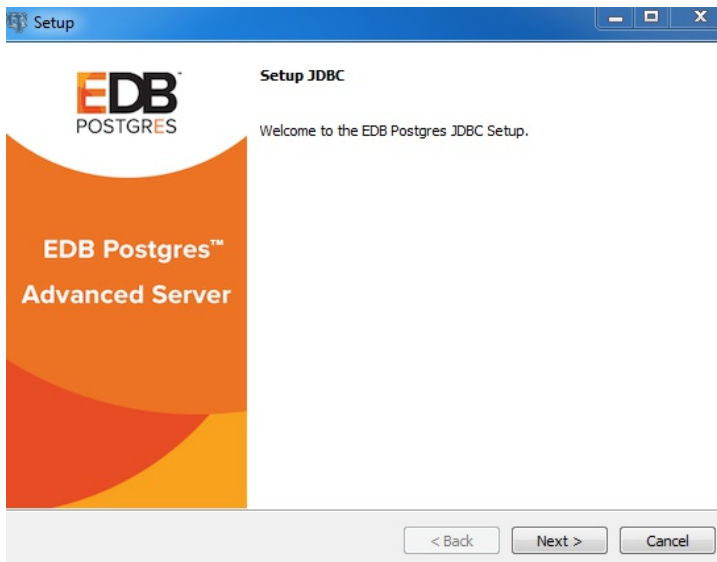 Setup
EDB
POSTGRES
Setup JDBC
Welcome to the EDB Postgres JDBC Setup.
EDB Postgres™
Advanced Server
< Back
Next >
Cancel